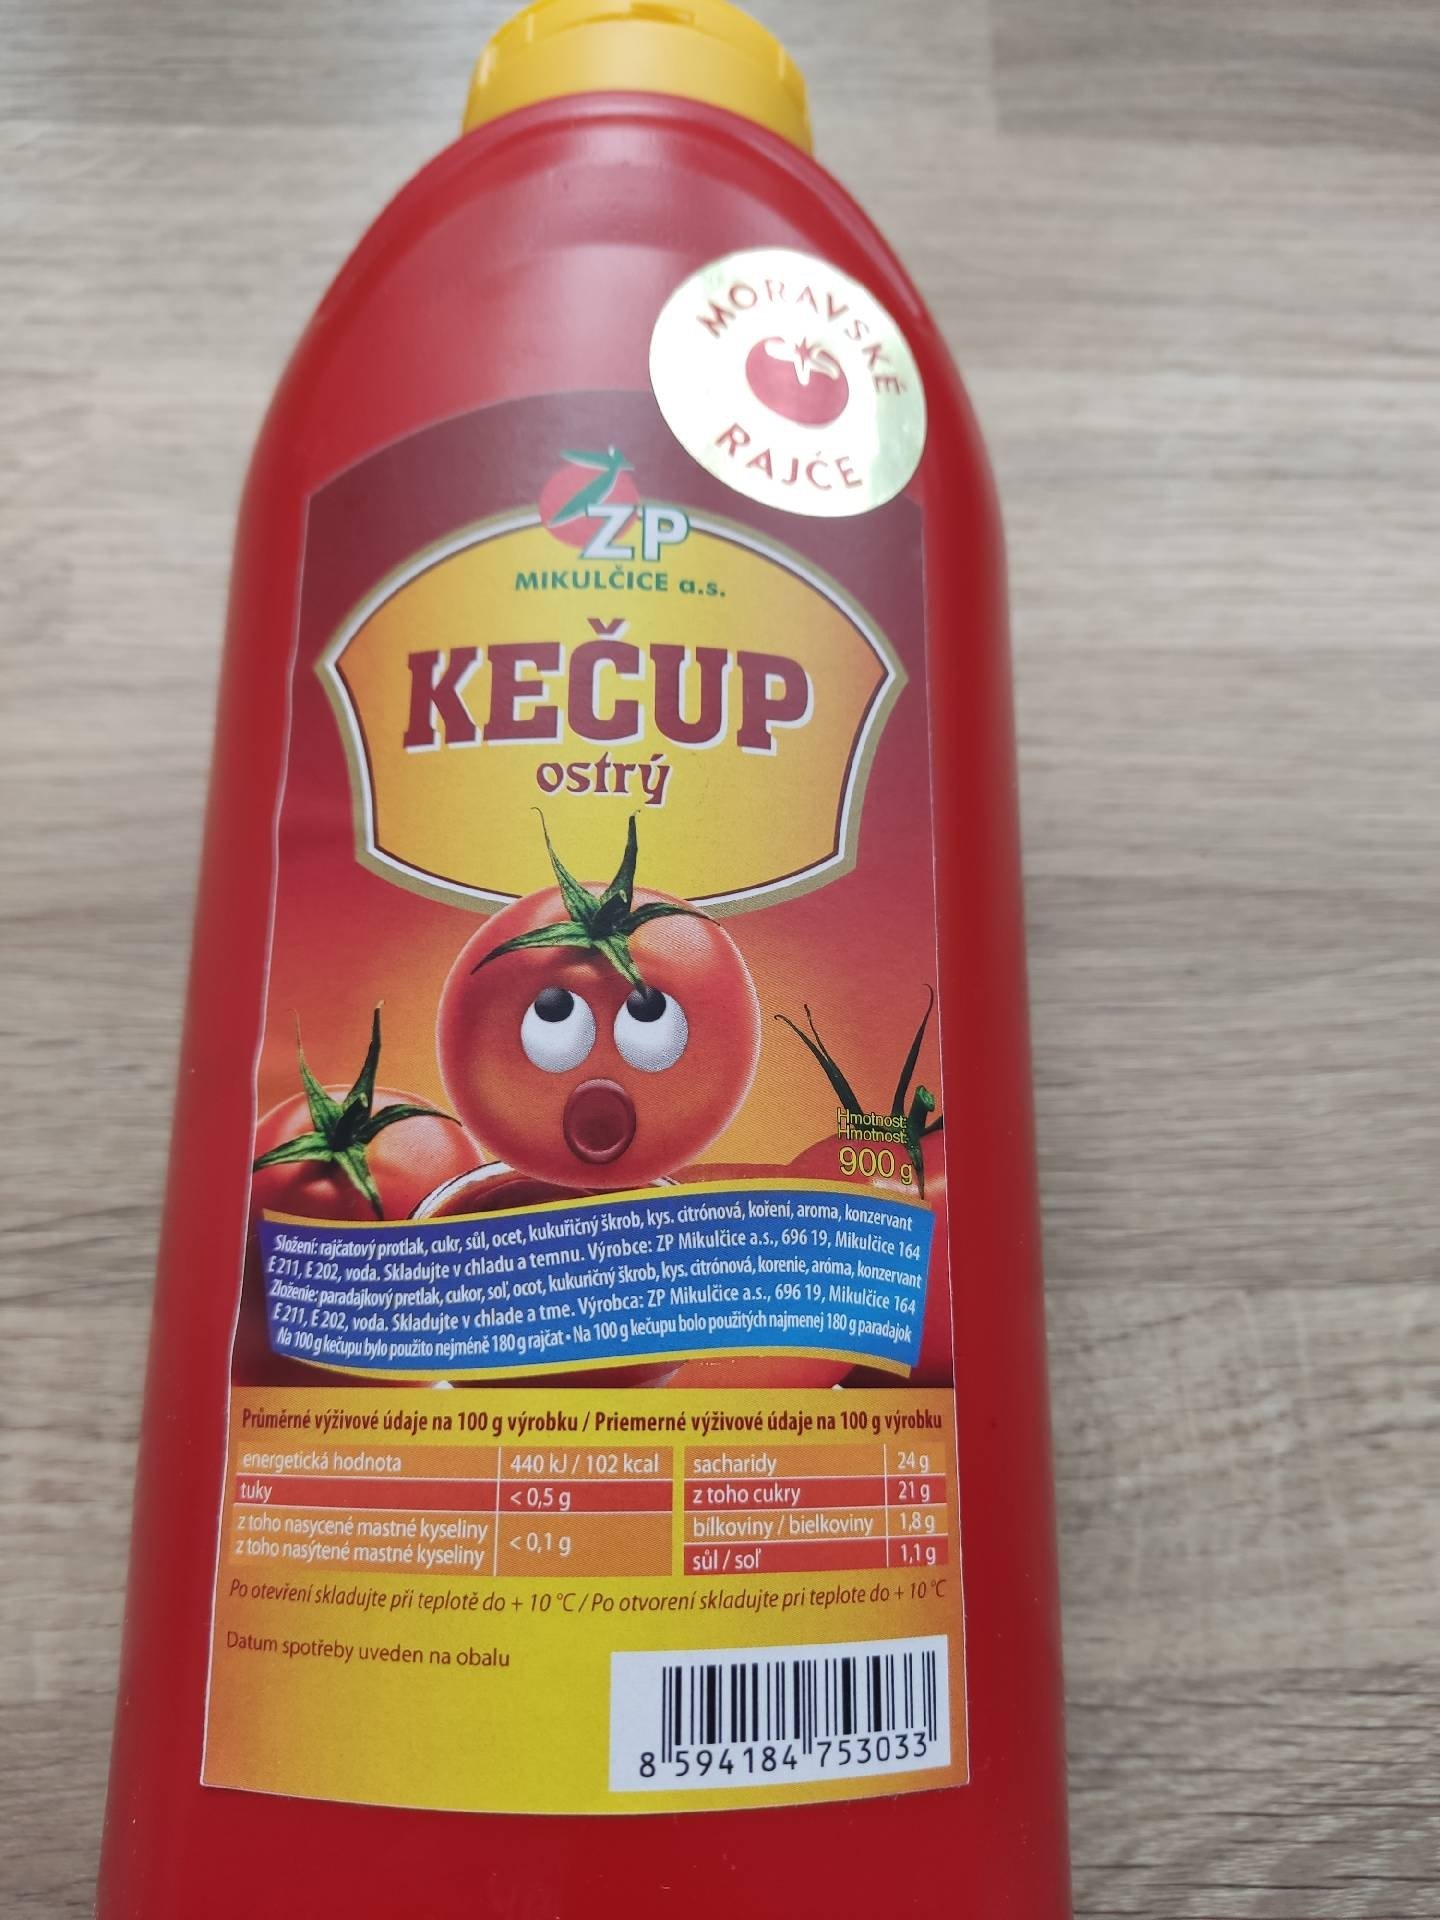 MORAVSKÉ
RAJČE
ZP
MIKULČICE a.s.
KEČUP
ostrý
Hmotnost:
Hmotnosť:
900 g
Složení: rajčatový protlak, cukr, sůl, ocet, kukuřičný škrob, kys. citrónová, koření, aroma, konzervant
E 211, E 202, voda. Skladujte v chladu a temnu. Výrobce: ZP Mikulčice a.s., 696 19, Mikulčice 164
Zloženie: paradajkový pretlak, cukor, soľ, ocot, kukuričný škrob, kys. citrónová, korenie, aróma, konzervant
E 211, E 202, voda. Skladujte v chlade a tme. Výrobca: ZP Mikulčice a.s., 696 19, Mikulčice 164
Na 100 g kečupu bylo použito nejméně 180 g rajčat • Na 100 g kečupu bolo použitých najmenej 180 g paradajok
Průměrné výživové údaje na 100 g výrobku / Priemerné výživové údaje na 100 g výrobku
energetická hodnota 440 kJ / 102 kcal
tuky < 0,5 g
z toho nasycené mastné kyseliny
z toho nasýtené mastné kyseliny < 0,1 g
sacharidy 24 g
z toho cukry 21 g
bílkoviny / bielkoviny 1,8 g
sůl / soľ 1,1 g
Po otevření skladujte při teplotě do + 10 °C / Po otvorení skladujte pri teplote do + 10 °C
Datum spotřeby uveden na obalu
8 594184 753033